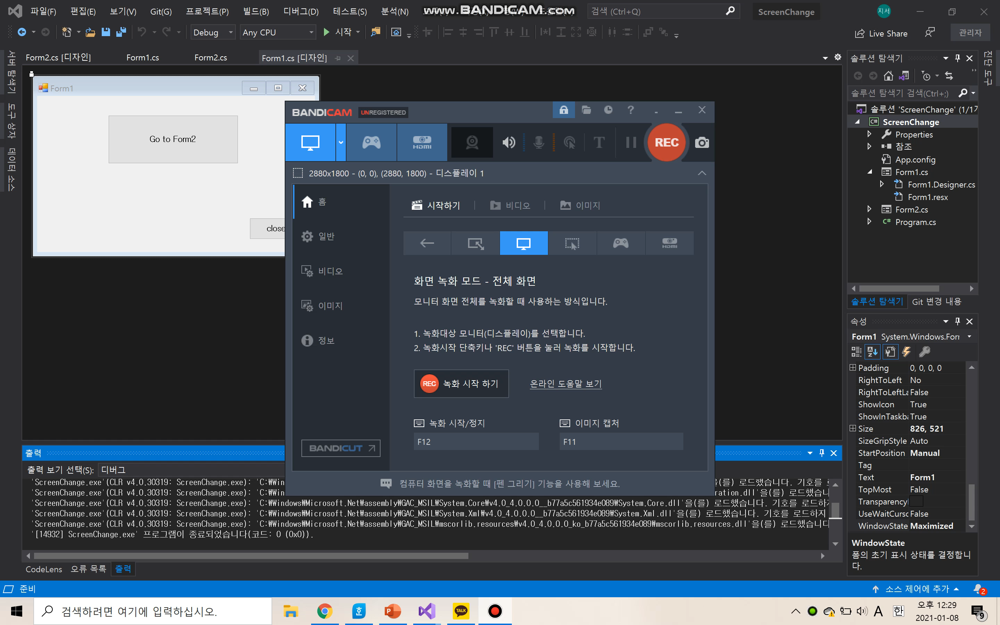 파일(F) 편집(E) 보기(V) Git(G) 프로젝트(P) 빌드(B) 디버그(D) 테스트(S) 분석(N) www.BANDICAM.com 검색 (Ctrl+Q) ScreenChange 지서
Debug Any CPU 시작 Live Share 관리자
Form2.cs [디자인] Form1.cs Form2.cs Form1.cs [디자인]
서버 탐색기
도구 상자
데이터 소스
Form1
Go to Form2
close
BANDICAM UNREGISTERED
HDMI T REC
2880x1800 - (0, 0), (2880, 1800) - 디스플레이 1
홈
일반
비디오
이미지
정보
BANDICUT
시작하기 비디오 이미지
HDMI
화면 녹화 모드 - 전체 화면
모니터 화면 전체를 녹화할 때 사용하는 방식입니다.
1. 녹화대상 모니터(디스플레이)를 선택합니다.
2. 녹화시작 단축키나 'REC' 버튼을 눌러 녹화를 시작합니다.
REC 녹화 시작 하기 온라인 도움말 보기
녹화 시작/정지 이미지 캡처
F12 F11
컴퓨터 화면을 녹화할 때 [펜 그리기] 기능을 사용해 보세요.
솔루션 탐색기
진단 도구
솔루션 탐색기 검색(Ctrl+;)
솔루션 'ScreenChange' (1/1
ScreenChange
Properties
참조
App.config
Form1.cs
Form1.Designer.cs
Form1.resx
Form2.cs
Program.cs
솔루션 탐색기 Git 변경 내용
속성
Form1 System.Windows.For
Padding 0, 0, 0, 0
RightToLeft No
RightToLeftLa False
ShowIcon True
ShowInTaskba True
Size 826, 521
SizeGripStyle Auto
StartPosition Manual
Tag
Text Form1
TopMost False
Transparency
UseWaitCurso False
WindowState Maximized
WindowState
폼의 초기 표시 상태를 결정합니
다.
출력
출력 보기 선택(S): 디버그
'ScreenChange.exe'(CLR v4.0.30319: ScreenChange.exe): 'C:₩Win 을(를) 로드했습니다. 기호를
'ScreenChange.exe'(CLR v4.0.30319: ScreenChange.exe): 'C:₩Win ration.dll'을(를) 로드했습니
'ScreenChange.exe'(CLR v4.0.30319: ScreenChange.exe): 'C:₩Windows₩Microsoft.Net₩assembly₩GAC_MSIL₩System.Core₩v4.0_4.0.0.0__b77a5c561934e089₩System.Core.dll'을(를) 로드했습니다. 기호를 로드하지
'ScreenChange.exe'(CLR v4.0.30319: ScreenChange.exe): 'C:₩Windows₩Microsoft.Net₩assembly₩GAC_MSIL₩System.Xml₩v4.0_4.0.0.0__b77a5c561934e089₩System.Xml.dll'을(를) 로드했습니다. 기호를 로드하지
'ScreenChange.exe'(CLR v4.0.30319: ScreenChange.exe): 'C:₩Windows₩Microsoft.Net₩assembly₩GAC_MSIL₩mscorlib.resources₩v4.0_4.0.0.0_ko_b77a5c561934e089₩mscorlib.resources.dll'을(를) 로드했습니다
'[14932] ScreenChange.exe' 프로그램이 종료되었습니다(코드: 0 (0x0)).
CodeLens 오류 목록 출력
준비 소스 제어에 추가 2
검색하려면 여기에 입력하십시오. P TALK A 한 오후 12:29
2021-01-08 9